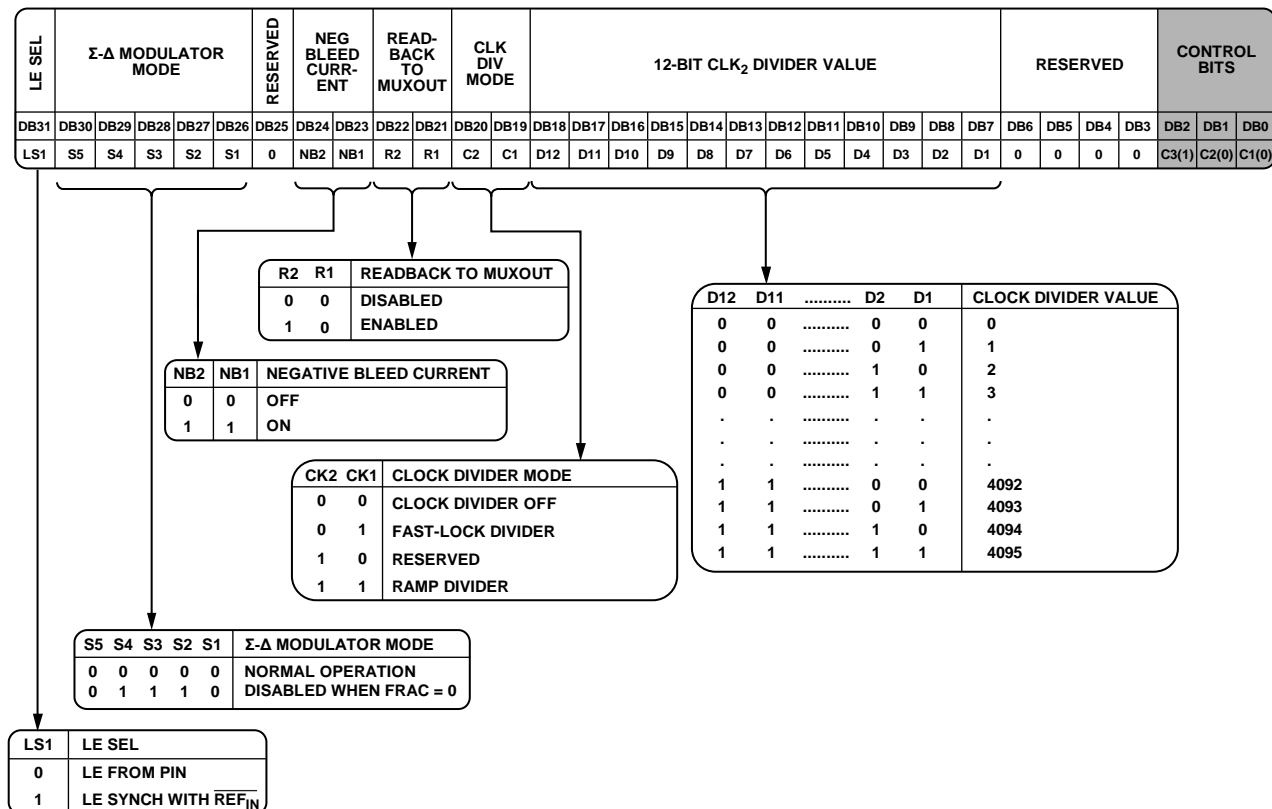 LE SEL
Σ-Δ MODULATOR
MODE
RESERVED
NEG
BLEED
CURR-
ENT
READ-
BACK
TO
MUXOUT
CLK
DIV
MODE
12-BIT CLK2 DIVIDER VALUE
RESERVED
CONTROL
BITS
DB31 DB30 DB29 DB28 DB27 DB26 DB25 DB24 DB23 DB22 DB21 DB20 DB19 DB18 DB17 DB16 DB15 DB14 DB13 DB12 DB11 DB10 DB9 DB8 DB7 DB6 DB5 DB4 DB3 DB2 DB1 DB0
LS1 S5 S4 S3 S2 S1 0 NB2 NB1 R2 R1 C2 C1 D12 D11 D10 D9 D8 D7 D6 D5 D4 D3 D2 D1 0 0 0 0 C3(1) C2(0) C1(0)
R2 R1 READBACK TO MUXOUT
0 0 DISABLED
1 0 ENABLED
NB2 NB1 NEGATIVE BLEED CURRENT
0 0 OFF
1 1 ON
CK2 CK1 CLOCK DIVIDER MODE
0 0 CLOCK DIVIDER OFF
0 1 FAST-LOCK DIVIDER
1 0 RESERVED
1 1 RAMP DIVIDER
D12 D11 .......... D2 D1 CLOCK DIVIDER VALUE
0 0 .......... 0 0 0
0 0 .......... 0 1 1
0 0 .......... 1 0 2
0 0 .......... 1 1 3
. . .......... . . .
. . .......... . . .
. . .......... . . .
1 1 .......... 0 0 4092
1 1 .......... 0 1 4093
1 1 .......... 1 0 4094
1 1 .......... 1 1 4095
S5 S4 S3 S2 S1 Σ-Δ MODULATOR MODE
0 0 0 0 0 NORMAL OPERATION
0 1 1 1 0 DISABLED WHEN FRAC = 0
LS1 LE SEL
0 LE FROM PIN
1 LE SYNCH WITH REFIN